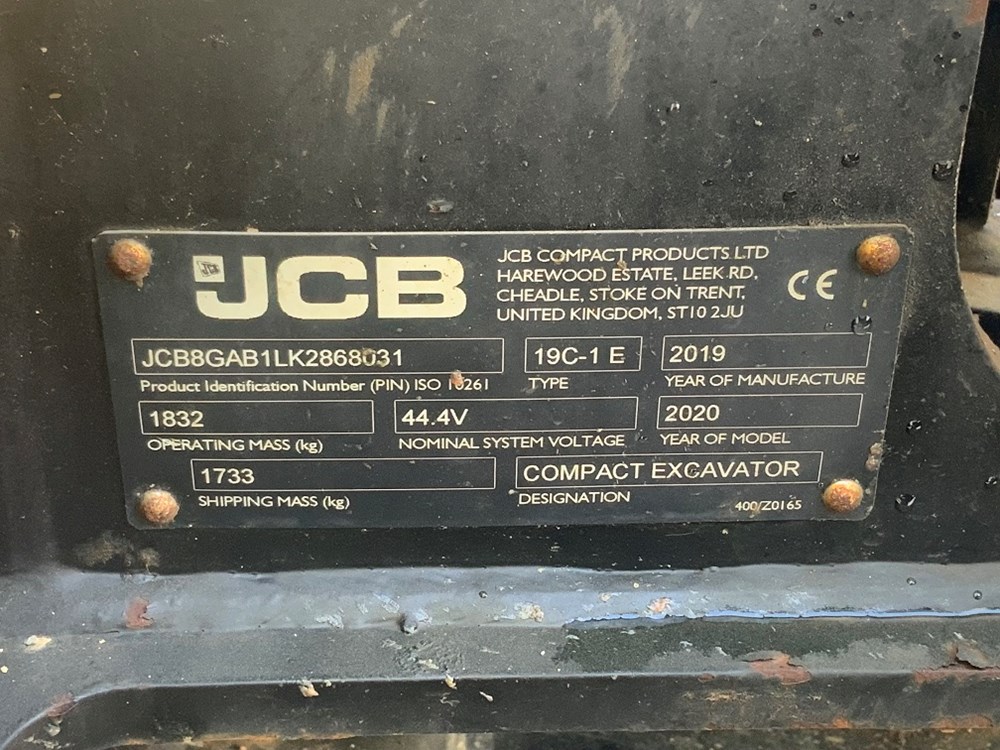 JCB
JCB COMPACT PRODUCTS LTD
HAREWOOD ESTATE, LEEK RD,
CHEADLE, STOKE ON TRENT,
UNITED KINGDOM, ST10 2JU
CE
JCB8GAB1LK2868031
19C-1 E
2019
Product Identification Number (PIN) ISO 10261
TYPE
YEAR OF MANUFACTURE
1832
44.4V
2020
OPERATING MASS (kg)
NOMINAL SYSTEM VOLTAGE
YEAR OF MODEL
1733
COMPACT EXCAVATOR
SHIPPING MASS (kg)
DESIGNATION
400/Z0165